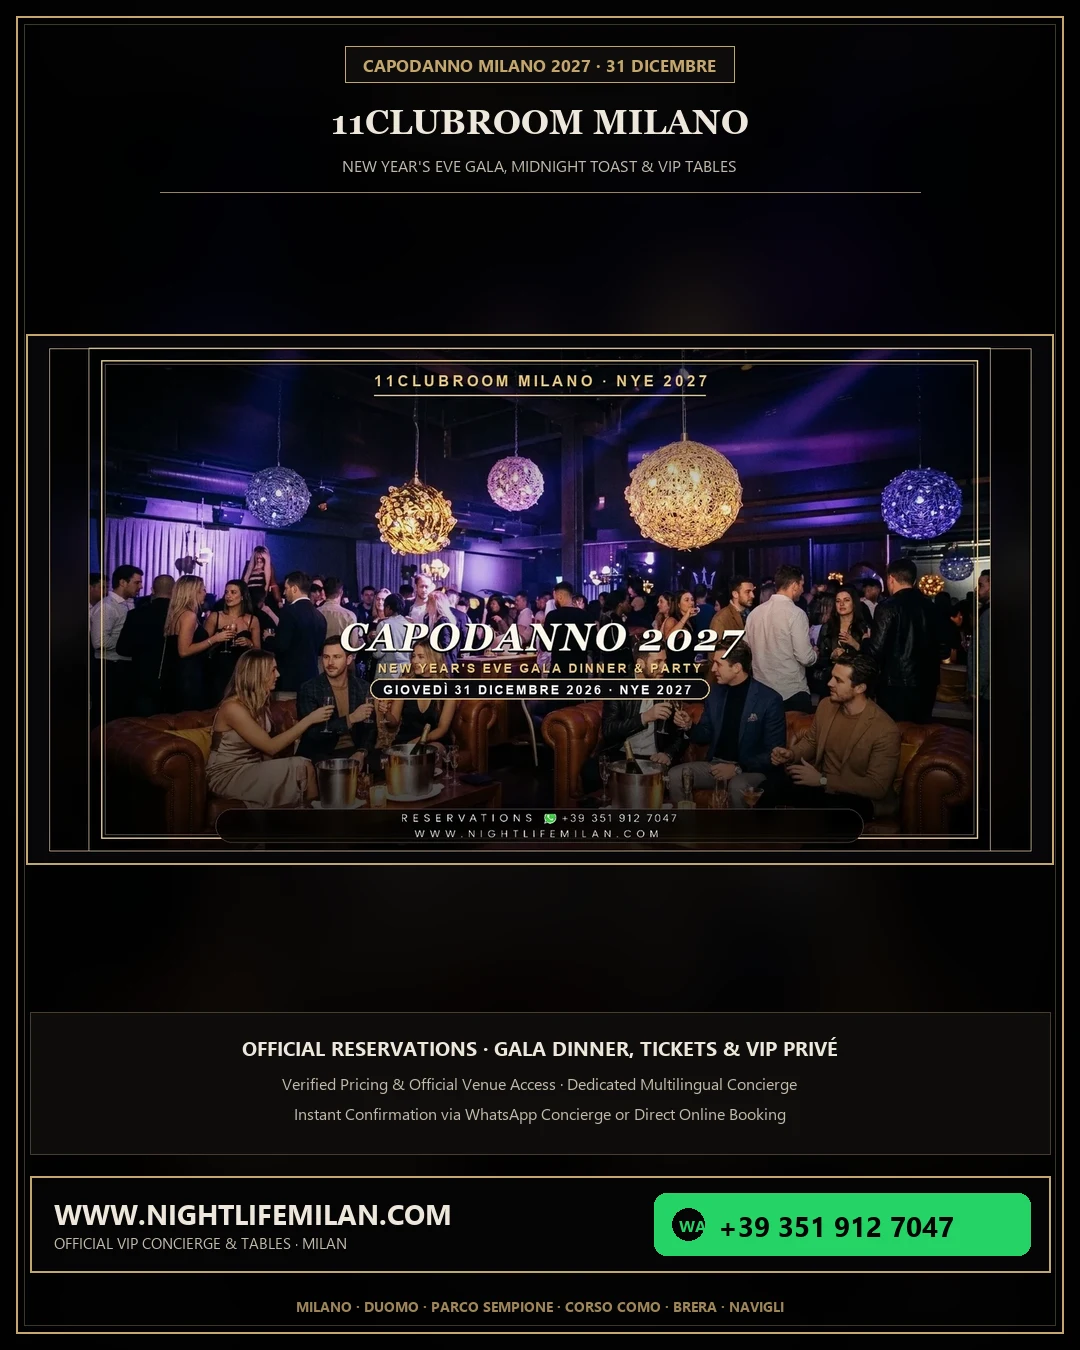 CAPODANNO MILANO 2027 · 31 DICEMBRE
11CLUBROOM MILANO
NEW YEAR'S EVE GALA, MIDNIGHT TOAST & VIP TABLES
11CLUBROOM MILANO · NYE 2027
CAPODANNO 2027
NEW YEAR'S EVE GALA DINNER & PARTY
GIOVEDÌ 31 DICEMBRE 2026 · NYE 2027
RESERVATIONS +39 351 912 7047
WWW.NIGHTLIFEMILAN.COM
OFFICIAL RESERVATIONS · GALA DINNER, TICKETS & VIP PRIVÉ
Verified Pricing & Official Venue Access · Dedicated Multilingual Concierge
Instant Confirmation via WhatsApp Concierge or Direct Online Booking
WWW.NIGHTLIFEMILAN.COM
OFFICIAL VIP CONCIERGE & TABLES · MILAN
WA +39 351 912 7047
MILANO · DUOMO · PARCO SEMPIONE · CORSO COMO · BRERA · NAVIGLI